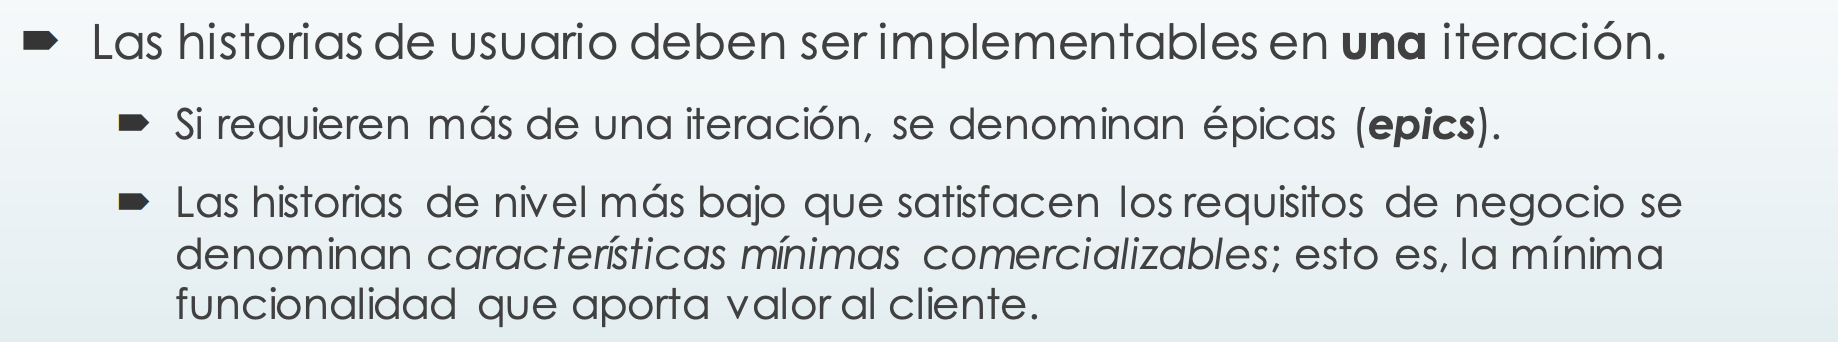 Las historias de usuario deben ser implementables en una iteración.
Si requieren más de una iteración, se denominan épicas (epics).
Las historias de nivel más bajo que satisfacen los requisitos de negocio se
denominan características mínimas comercializables; esto es, la mínima
funcionalidad que aporta valor al cliente.